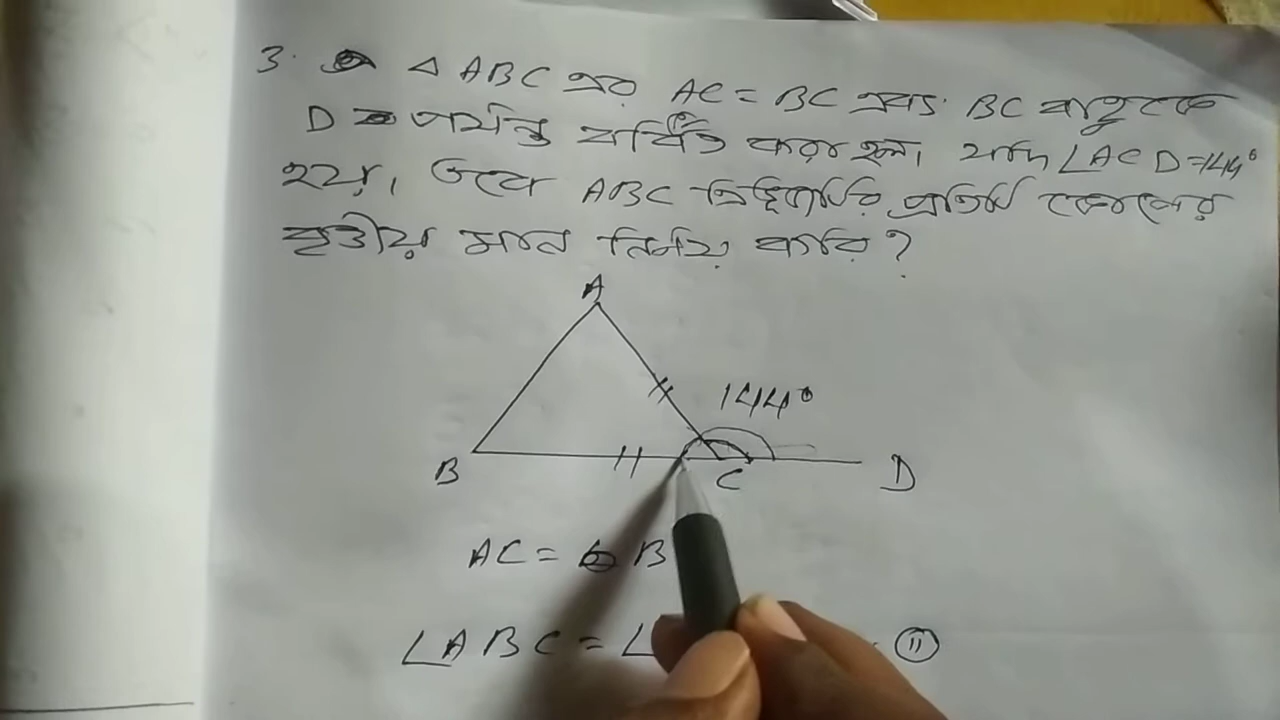 3. △ ABC এর AC = BC এবং BC বাহুকে
D পর্যন্ত বর্ধিত করা হল। যদি ∠ACD=144°
হয়, তবে ABC ত্রিভুজটির প্রতিটি কোণের
বৃত্তীয় মান নির্ণয় করি?
A
144°
B
C
D
AC = B
∠ABC = ∠
ii